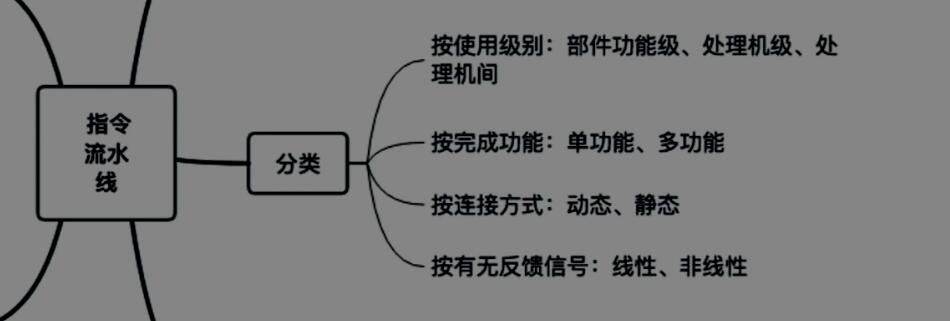 指令
流水
线
分类
按使用级别：部件功能级、处理机级、处
理机间
按完成功能：单功能、多功能
按连接方式：动态、静态
按有无反馈信号：线性、非线性